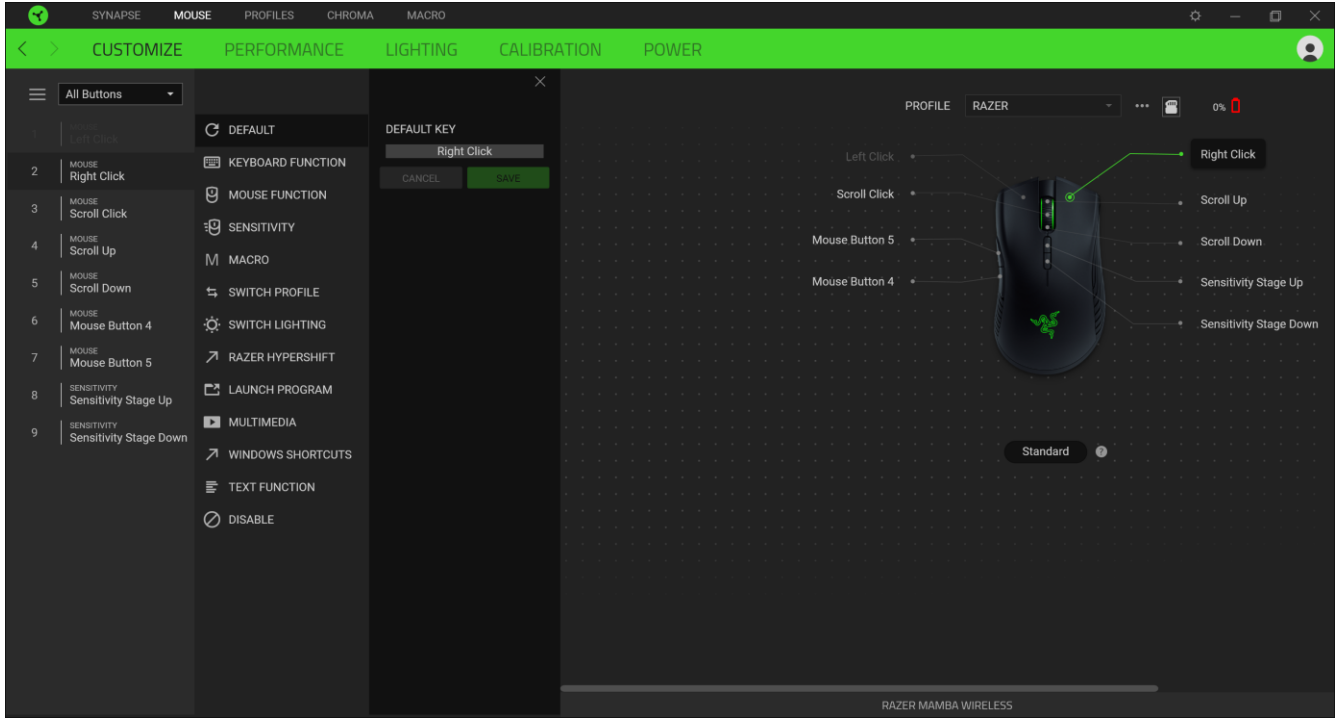 SYNAPSE MOUSE PROFILES CHROMA MACRO
CUSTOMIZE PERFORMANCE LIGHTING CALIBRATION POWER
All Buttons
1 MOUSE
Left Click
2 MOUSE
Right Click
3 MOUSE
Scroll Click
4 MOUSE
Scroll Up
5 MOUSE
Scroll Down
6 MOUSE
Mouse Button 4
7 MOUSE
Mouse Button 5
8 SENSITIVITY
Sensitivity Stage Up
9 SENSITIVITY
Sensitivity Stage Down
DEFAULT
KEYBOARD FUNCTION
MOUSE FUNCTION
SENSITIVITY
M MACRO
SWITCH PROFILE
SWITCH LIGHTING
RAZER HYPERSHIFT
LAUNCH PROGRAM
MULTIMEDIA
WINDOWS SHORTCUTS
TEXT FUNCTION
DISABLE
DEFAULT KEY
Right Click
CANCEL SAVE
PROFILE RAZER 0%
Left Click
Scroll Click
Mouse Button 5
Mouse Button 4
Right Click
Scroll Up
Scroll Down
Sensitivity Stage Up
Sensitivity Stage Down
Standard ?
RAZER MAMBA WIRELESS